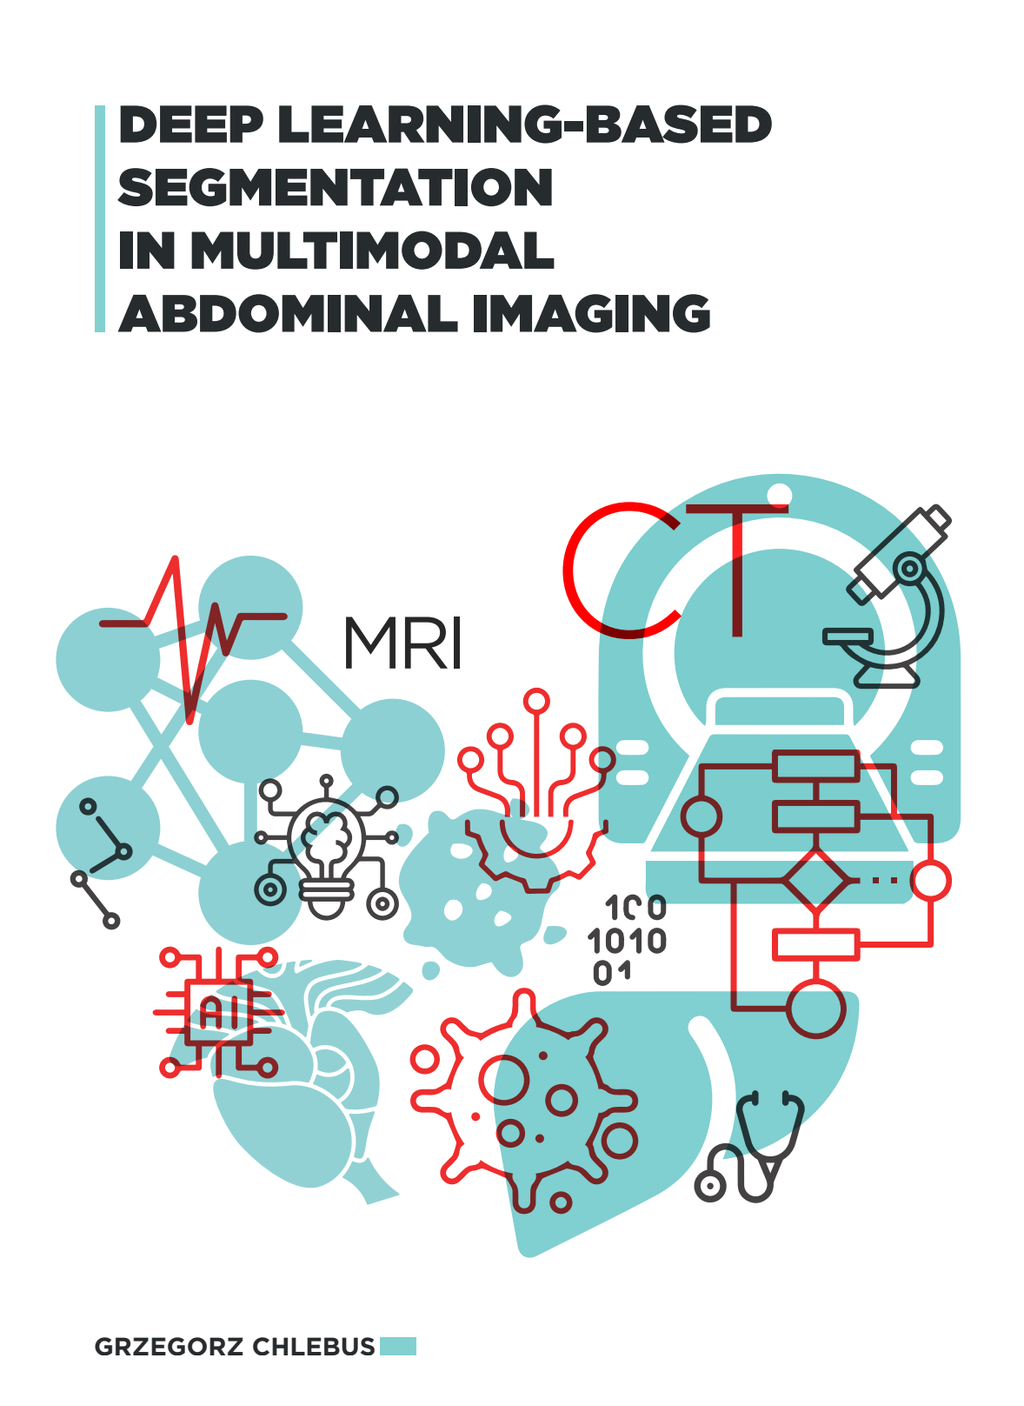 DEEP LEARNING-BASED
SEGMENTATION
IN MULTIMODAL
ABDOMINAL IMAGING
CT
MRI
100
1010
01
AI
GRZEGORZ CHLEBUS